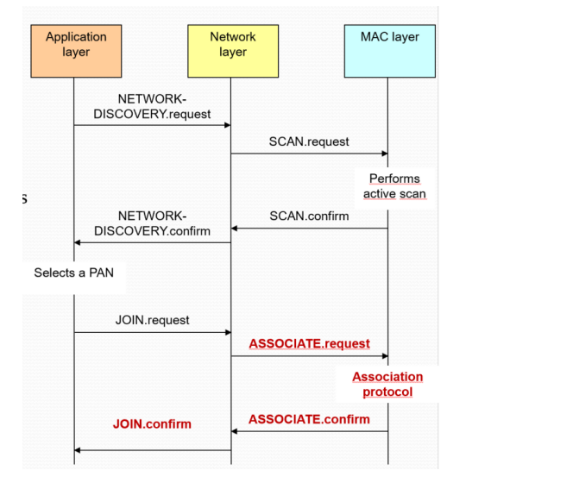 Application
layer
Network
layer
MAC layer
NETWORK-
DISCOVERY.request
SCAN.request
Performs
active scan
s
NETWORK-
DISCOVERY.confirm
SCAN.confirm
Selects a PAN
JOIN.request
ASSOCIATE.request
Association
protocol
JOIN.confirm
ASSOCIATE.confirm